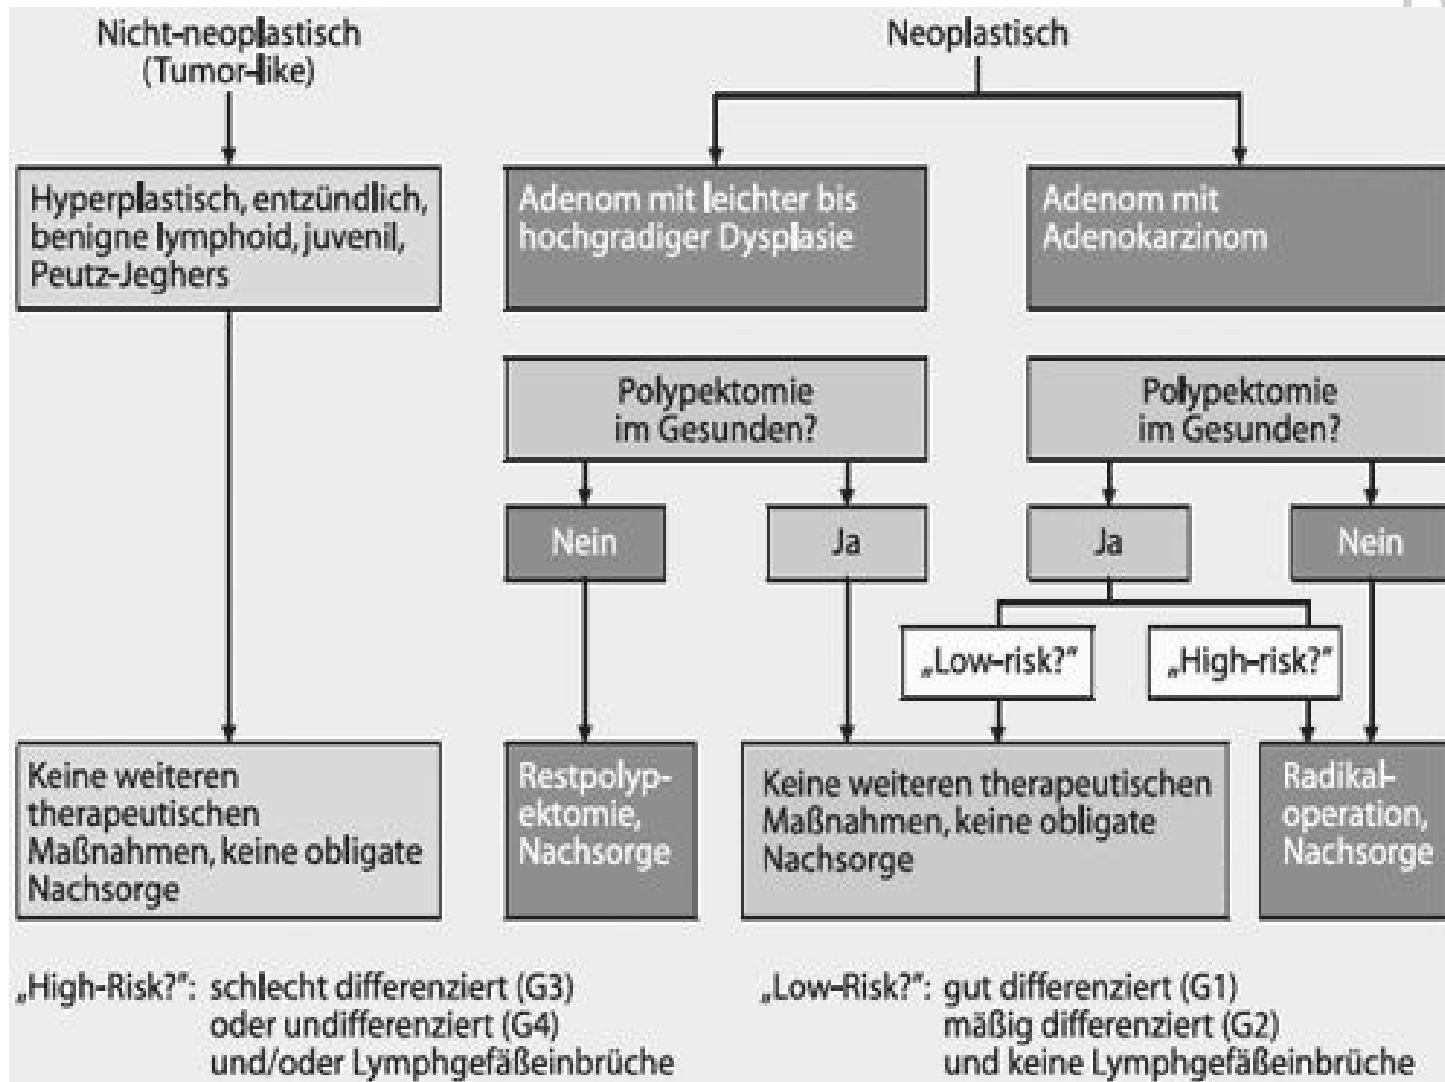 Nicht-neoplastisch
(Tumor-like)
Neoplastisch
Hyperplastisch, entzündlich,
benigne lymphoid, juvenil,
Peutz-Jeghers
Adenom mit leichter bis
hochgradiger Dysplasie
Adenom mit
Adenokarzinom
Polypektomie
im Gesunden?
Polypektomie
im Gesunden?
Nein
Ja
Ja
Nein
„Low-risk?"
„High-risk?"
Keine weiteren
therapeutischen
Maßnahmen, keine obligate
Nachsorge
Restpolyp-
ektomie,
Nachsorge
Keine weiteren therapeutischen
Maßnahmen, keine obligate
Nachsorge
Radikal-
operation,
Nachsorge
„High-Risk?": schlecht differenziert (G3)
oder undifferenziert (G4)
und/oder Lymphgefäßeinbrüche
„Low-Risk?": gut differenziert (G1)
mäßig differenziert (G2)
und keine Lymphgefäßeinbrüche